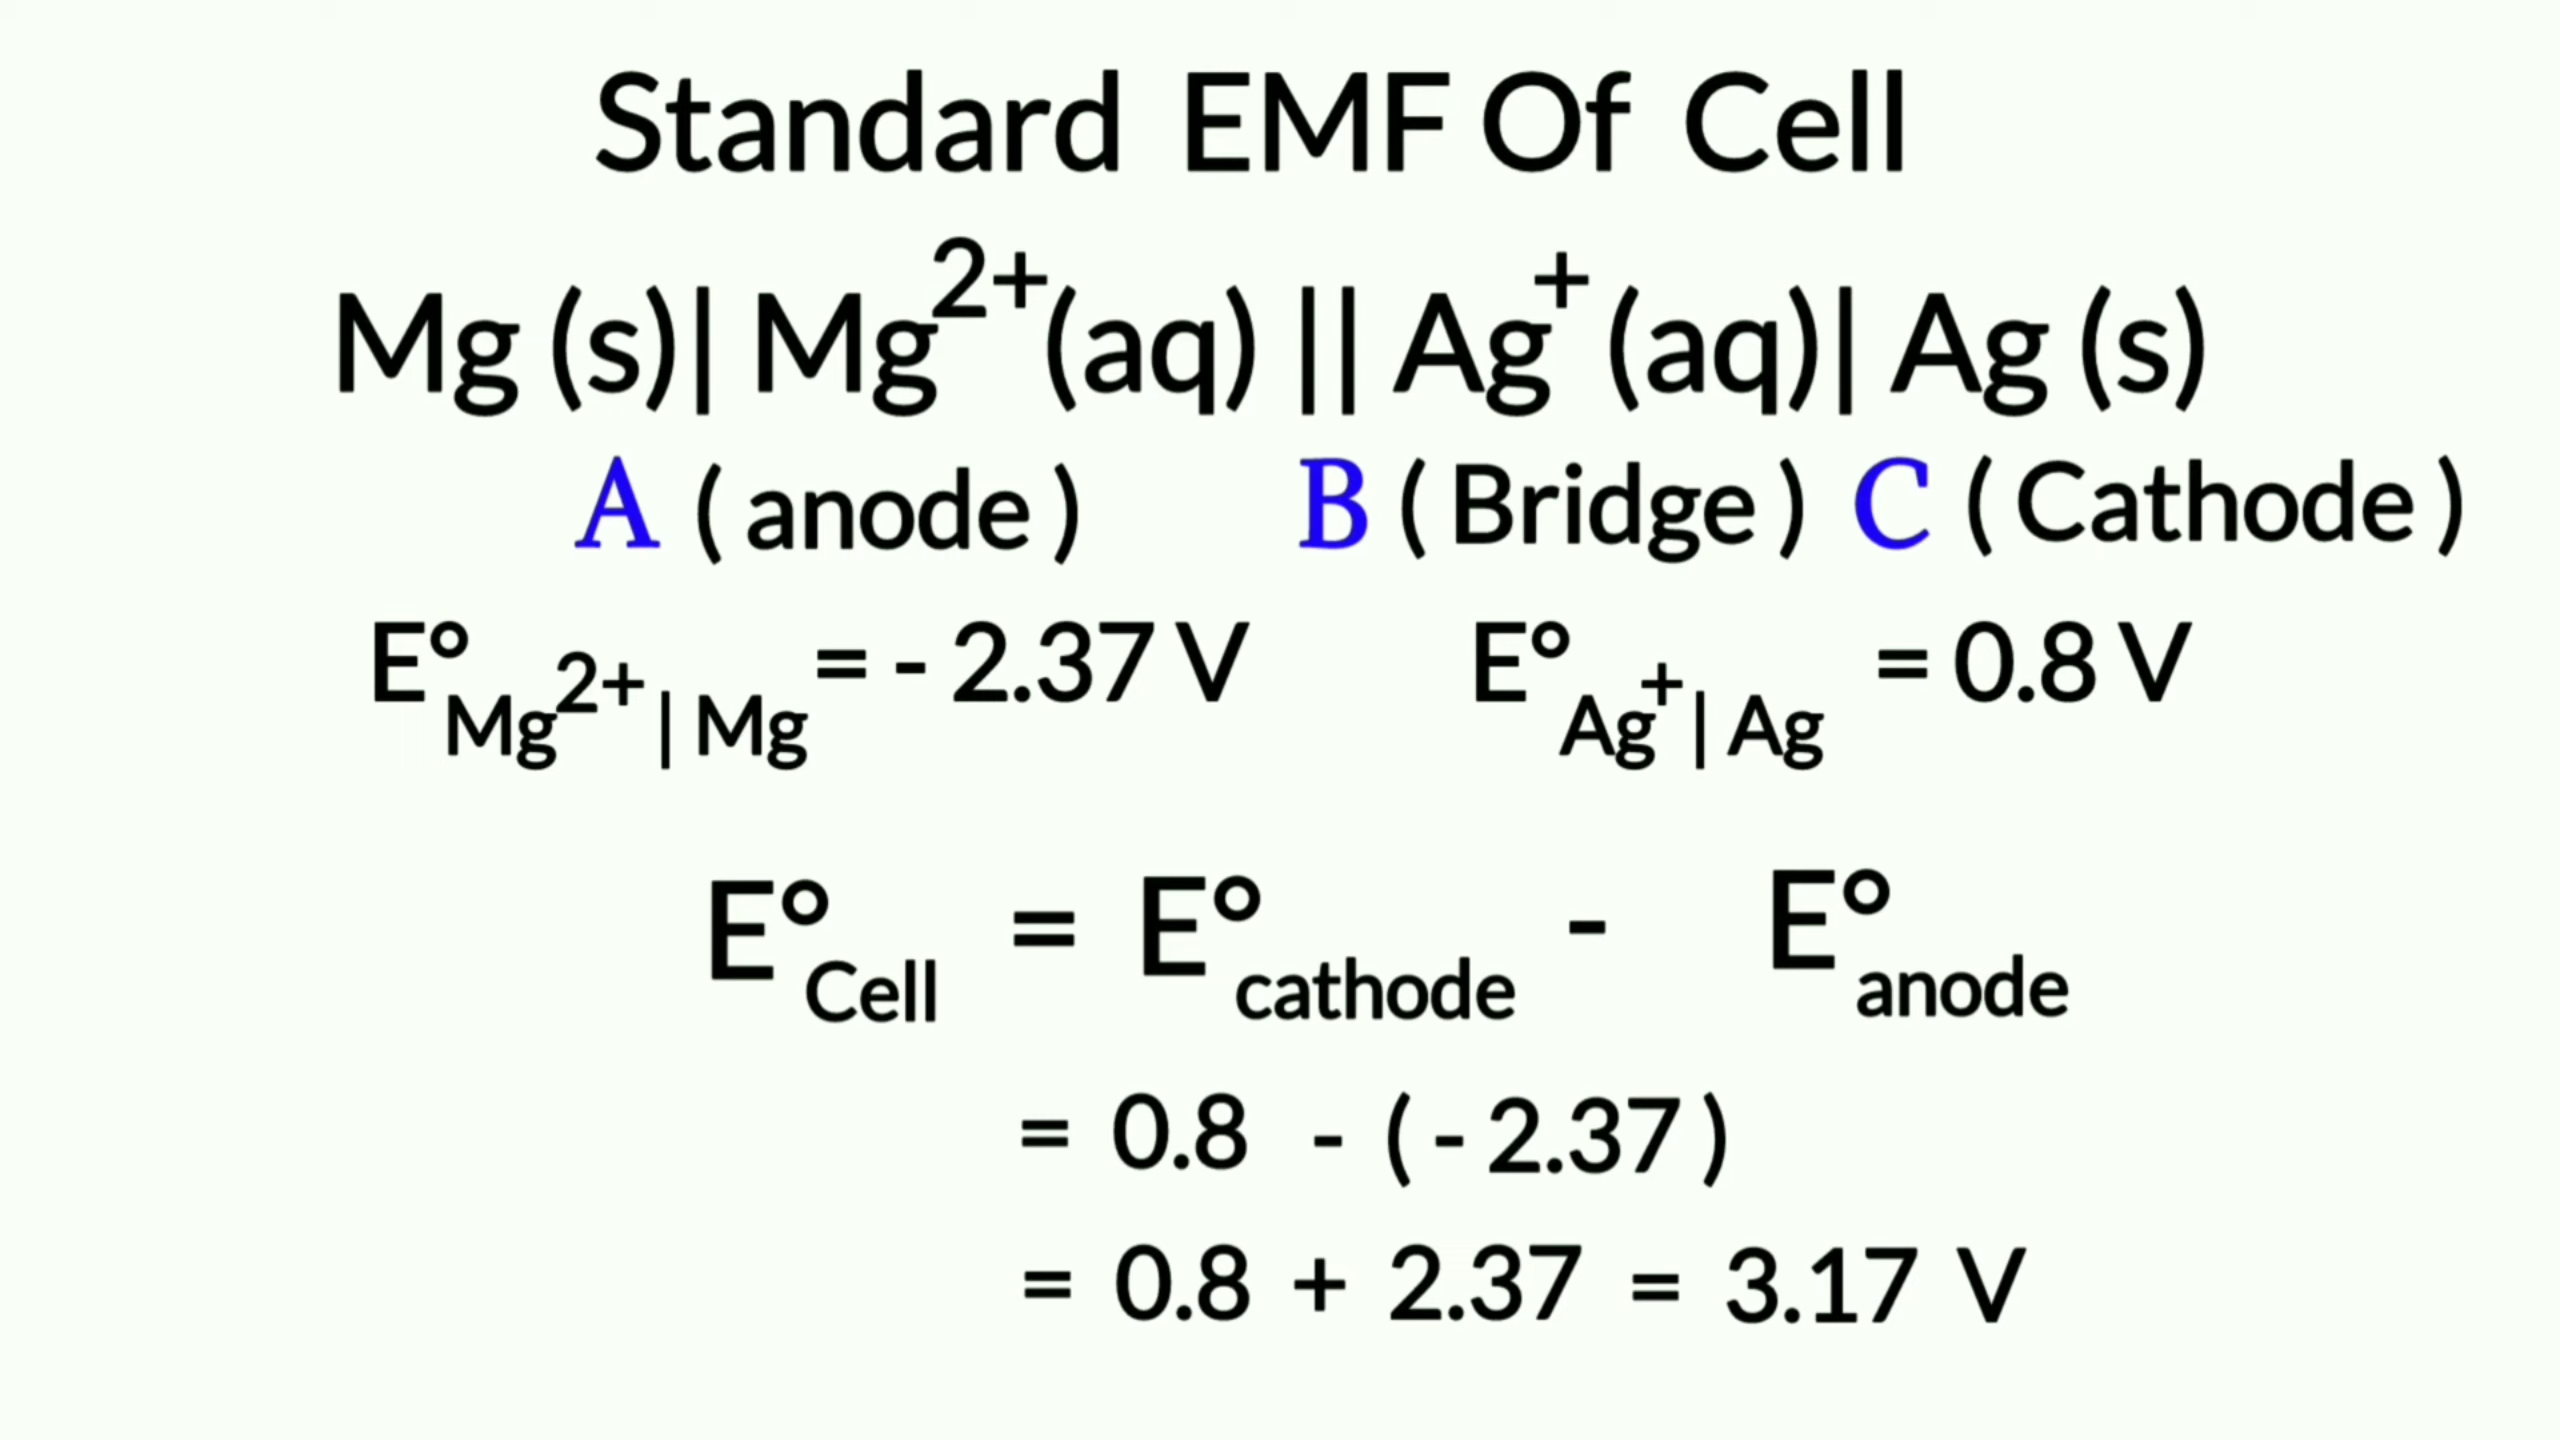 Standard EMF Of Cell
Mg (s)| Mg²⁺(aq) || Ag⁺(aq)| Ag (s)
A ( anode ) B ( Bridge ) C ( Cathode )
E°Mg²⁺| Mg = - 2.37 V E°Ag⁺| Ag = 0.8 V
E°Cell = E°cathode - E°anode
= 0.8 - ( - 2.37 )
= 0.8 + 2.37 = 3.17 V